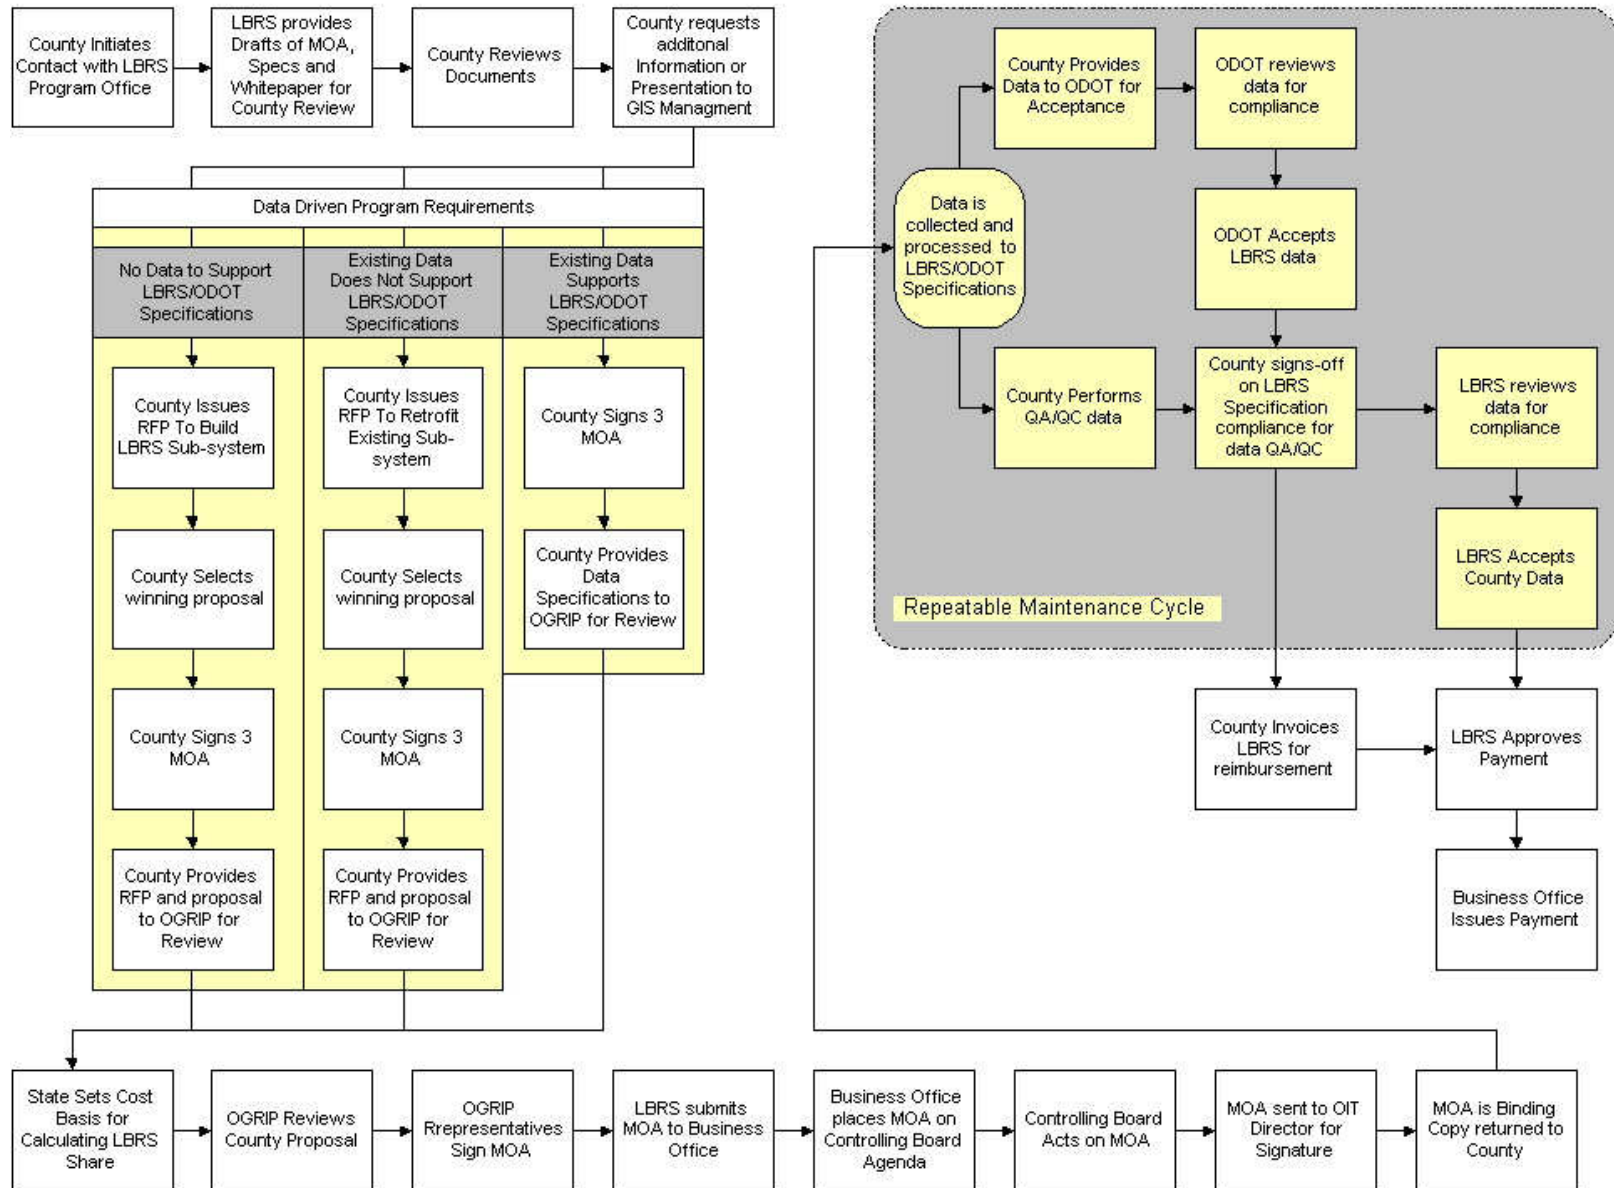 County Initiates
Contact with LBRS
Program Office
LBRS provides
Drafts of MOA,
Specs and
Whitepaper for
County Review
County Reviews
Documents
County requests
additonal
Information or
Presentation to
GIS Managment
Data Driven Program Requirements
No Data to Support
LBRS/ODOT
Specifications
Existing Data
Does Not Support
LBRS/ODOT
Specifications
Existing Data
Supports
LBRS/ODOT
Specifications
County Issues
RFP To Build
LBRS Sub-system
County Issues
RFP To Retrofit
Existing Sub-
system
County Signs 3
MOA
County Selects
winning proposal
County Selects
winning proposal
County Provides
Data
Specifications to
OGRIP for Review
County Signs 3
MOA
County Signs 3
MOA
County Provides
RFP and proposal
to OGRIP for
Review
County Provides
RFP and proposal
to OGRIP for
Review
County Provides
Data to ODOT for
Acceptance
ODOT reviews
data for
compliance
Data is
collected and
processed to
LBRS/ODOT
Specifications
ODOT Accepts
LBRS data
County Performs
QA/QC data
County signs-off
on LBRS
Specification
compliance for
data QA/QC
LBRS reviews
data for
compliance
LBRS Accepts
County Data
Repeatable Maintenance Cycle
County Invoices
LBRS for
reimbursement
LBRS Approves
Payment
Business Office
Issues Payment
State Sets Cost
Basis for
Calculating LBRS
Share
OGRIP Reviews
County Proposal
OGRIP
Rrepresentatives
Sign MOA
LBRS submits
MOA to Business
Office
Business Office
places MOA on
Controlling Board
Agenda
Controlling Board
Acts on MOA
MOA sent to OIT
Director for
Signature
MOA is Binding
Copy returned to
County